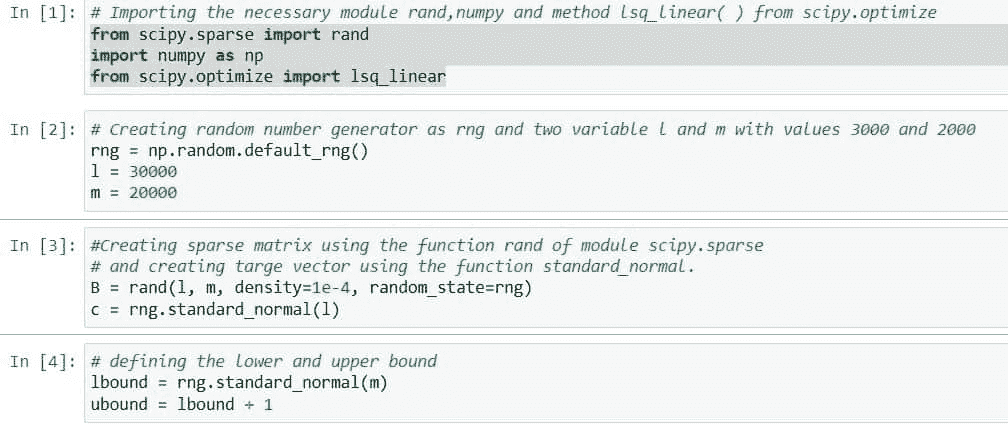 In [1]: # Importing the necessary module rand,numpy and method lsq_linear( ) from scipy.optimize
from scipy.sparse import rand
import numpy as np
from scipy.optimize import lsq_linear
In [2]: # Creating random number generator as rng and two variable l and m with values 3000 and 2000
rng = np.random.default_rng()
l = 30000
m = 20000
In [3]: #Creating sparse matrix using the function rand of module scipy.sparse
# and creating targe vector using the function standard_normal.
B = rand(l, m, density=1e-4, random_state=rng)
c = rng.standard_normal(l)
In [4]: # defining the lower and upper bound
lbound = rng.standard_normal(m)
ubound = lbound + 1